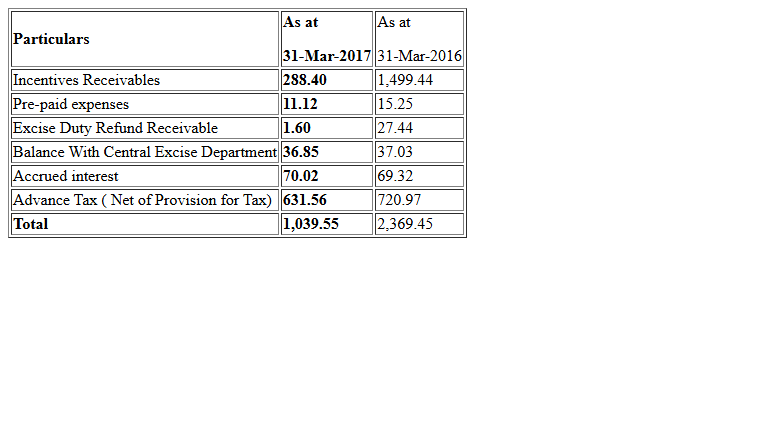 Particulars As at 31-Mar-2017 As at 31-Mar-2016
Incentives Receivables 288.40 1,499.44
Pre-paid expenses 11.12 15.25
Excise Duty Refund Receivable 1.60 27.44
Balance With Central Excise Department 36.85 37.03
Accrued interest 70.02 69.32
Advance Tax ( Net of Provision for Tax) 631.56 720.97
Total 1,039.55 2,369.45